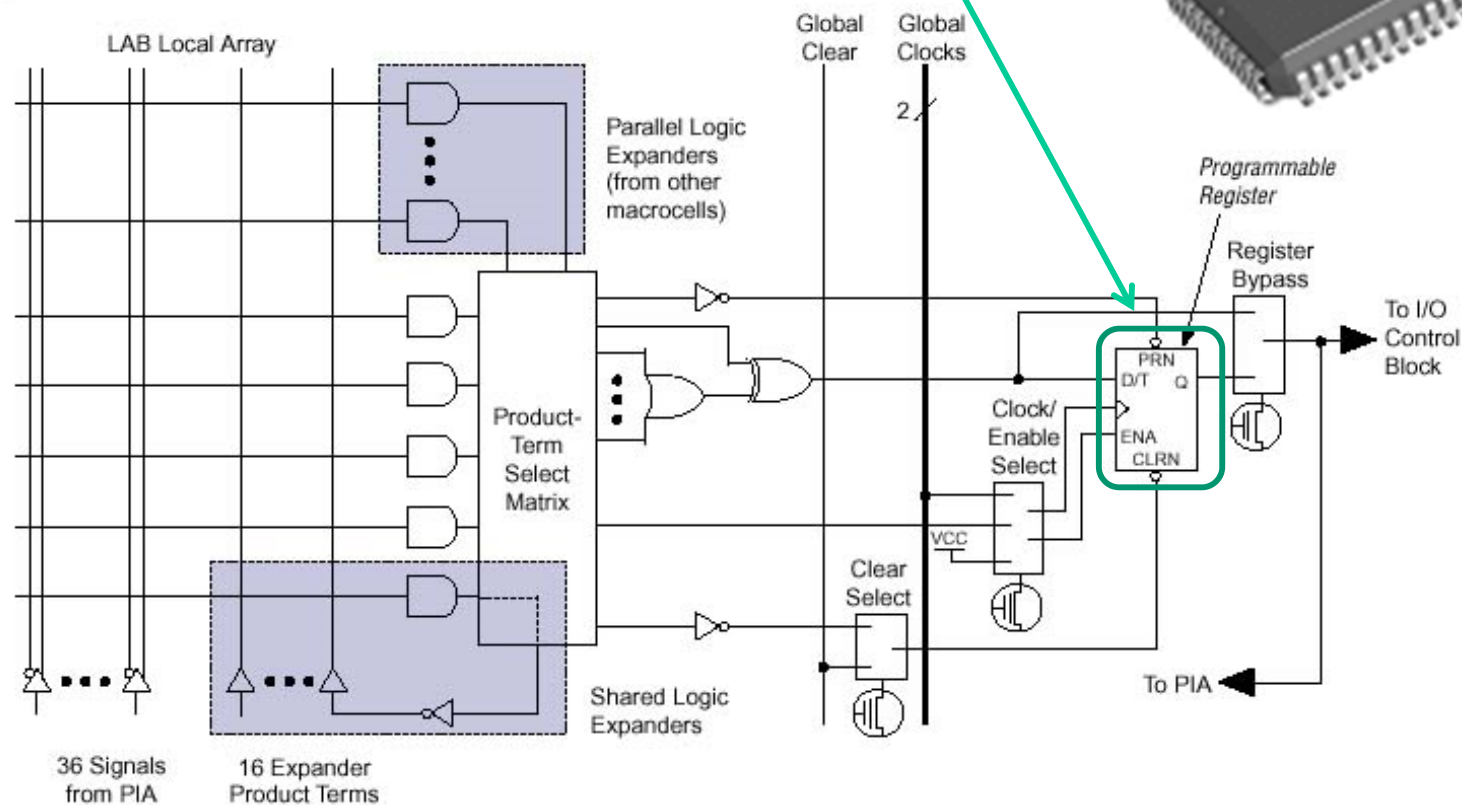 LAB Local Array
Global
Clear
Global
Clocks
2
Parallel Logic
Expanders
(from other
macrocells)
Programmable
Register
Register
Bypass
To I/O
Control
Block
PRN
D/T
Q
ENA
CLRN
Product-
Term
Select
Matrix
Clock/
Enable
Select
VCC
Clear
Select
To PIA
Shared Logic
Expanders
36 Signals
from PIA
16 Expander
Product Terms